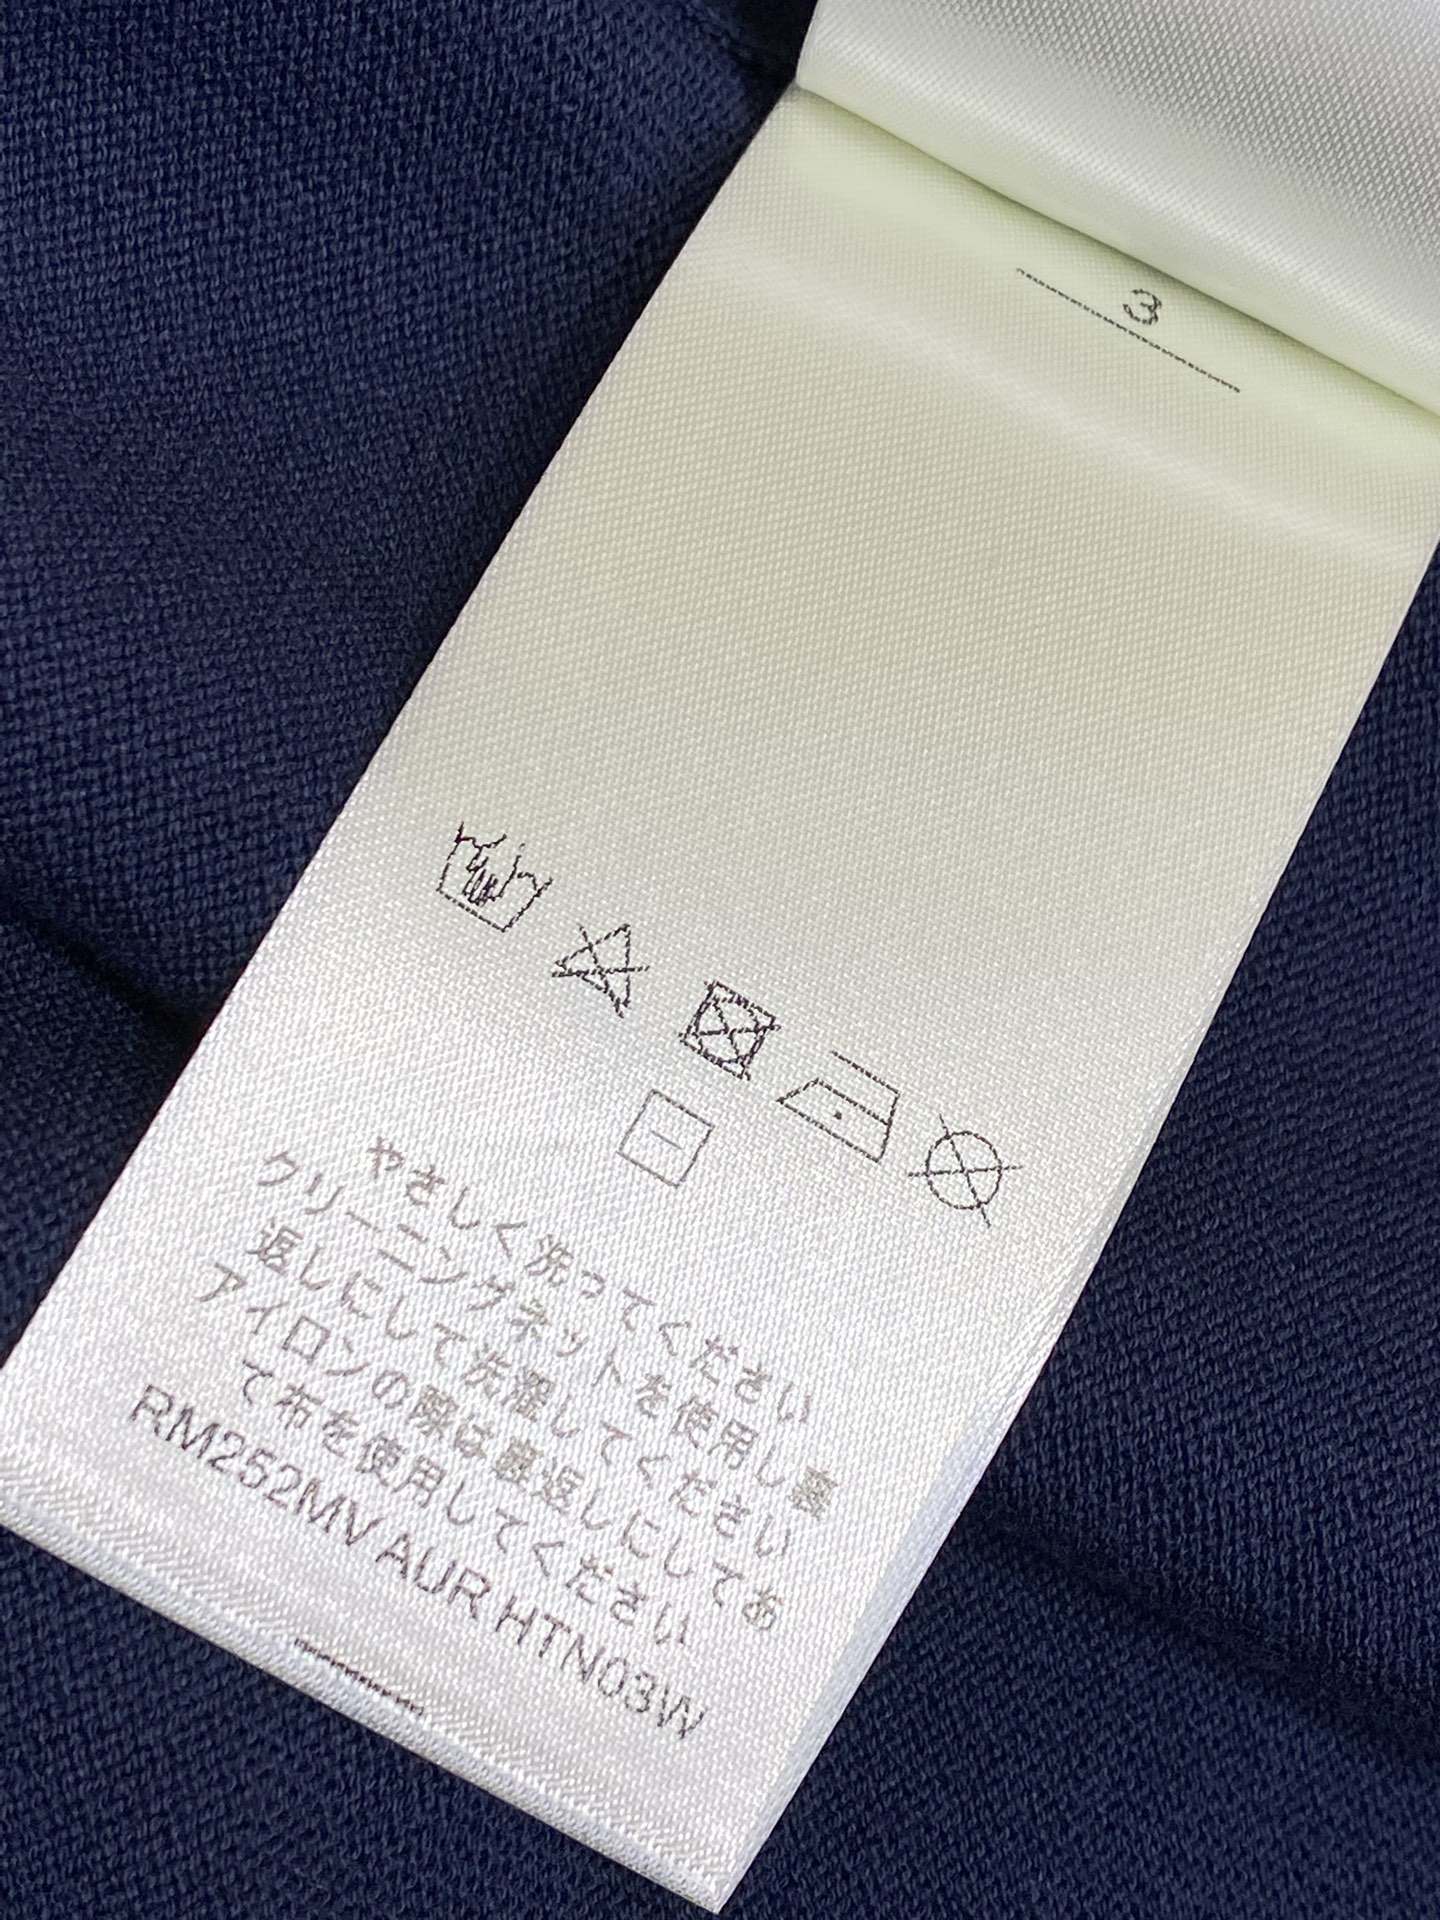 3
やさしく洗ってください
クリーニングネットを使用し裏
返しにして洗濯してください
アイロンの際は裏返しにしてあ
て布を使用してください
RM252MV AUR HTN03W